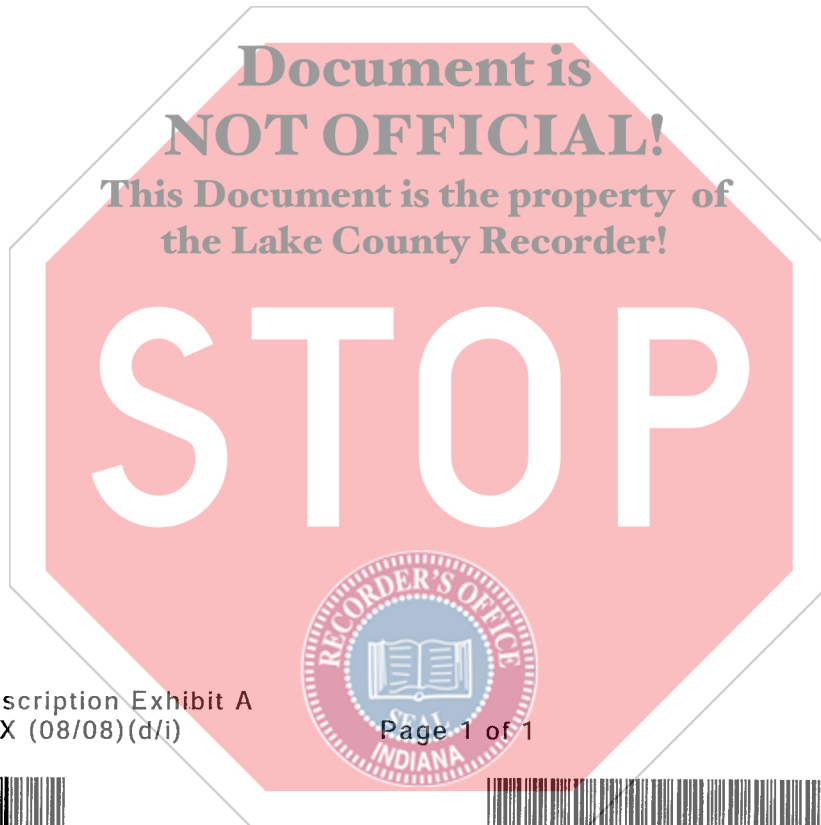 Document is
NOT OFFICIAL!
This Document is the property of
the Lake County Recorder!
STOP
RECORDER'S OFFICE
SEAL
INDIANA
scription Exhibit A
X (08/08)(d/i)
Page 1 of 1